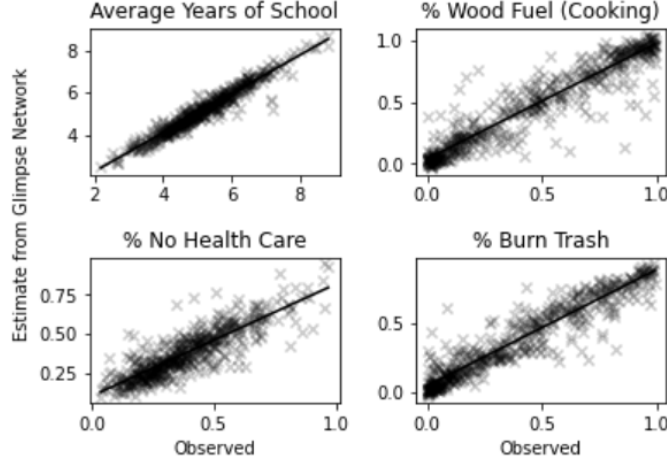 Average Years of School
% Wood Fuel (Cooking)
Estimate from Glimpse Network
8
6
4
2 4 6 8
1.0
0.5
0.0
0.0 0.5 1.0
% No Health Care
% Burn Trash
0.75
0.50
0.25
0.0 0.5 1.0
Observed
0.5
0.0
0.0 0.5 1.0
Observed